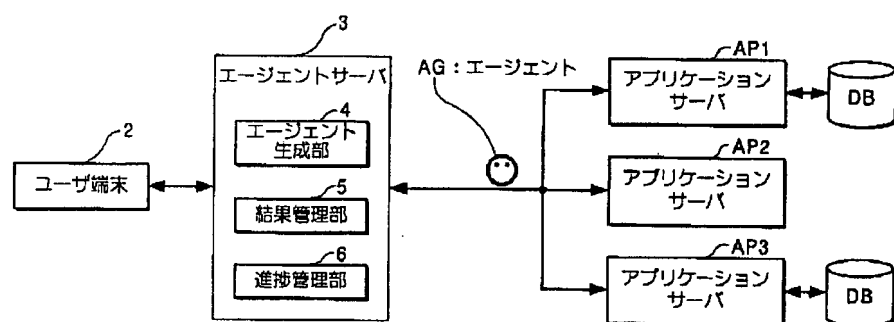 2
ユーザ端末
3
エージェントサーバ
4
エージェント
生成部
5
結果管理部
6
進捗管理部
AG:エージェント
AP1
アプリケーション
サーバ
DB
AP2
アプリケーション
サーバ
AP3
アプリケーション
サーバ
DB